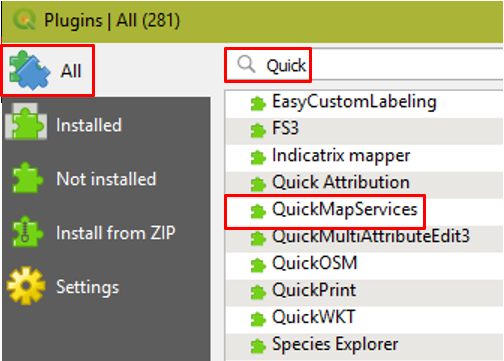 Plugins | All (281)
All
Installed
Not installed
Install from ZIP
Settings
Quick
EasyCustomLabeling
FS3
Indicatrix mapper
Quick Attribution
QuickMapServices
QuickMultiAttributeEdit3
QuickOSM
QuickPrint
QuickWKT
Species Explorer